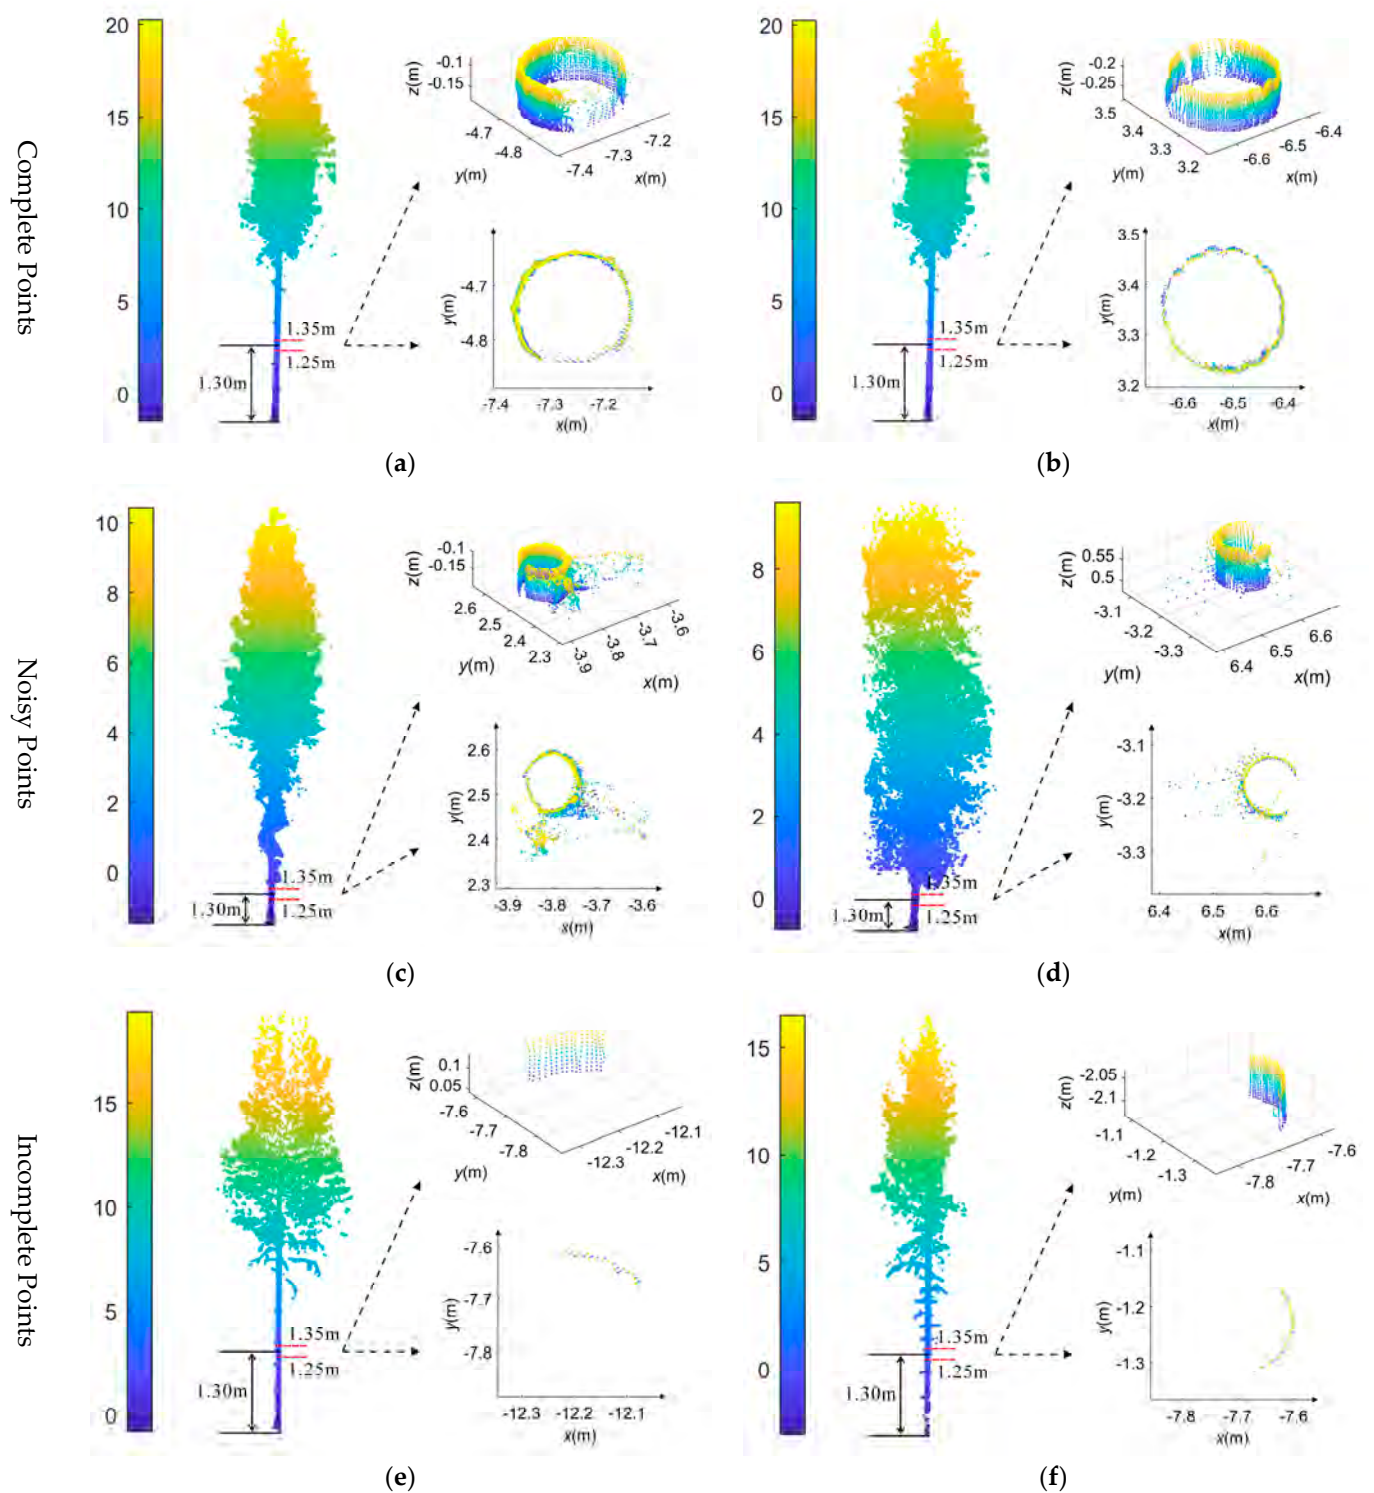 Complete Points
20
15
10
5
0
1.35m
1.25m
1.30m
z(m)
-0.1
-0.15
-4.7
-4.8
y(m)
-7.4
-7.3
-7.2
x(m)
-4.7
-4.8
y(m)
-7.4
-7.3
-7.2
x(m)
(a)
20
15
10
5
0
1.35m
1.25m
1.30m
z(m)
-0.2
-0.25
3.5
3.4
3.3
3.2
y(m)
-6.6
-6.5
-6.4
x(m)
3.5
3.4
3.3
3.2
y(m)
-6.6
-6.5
-6.4
x(m)
(b)
Noisy Points
10
8
6
4
2
0
1.35m
1.25m
1.30m
z(m)
-0.1
-0.15
2.6
2.5
2.4
2.3
y(m)
-3.9
-3.8
-3.7
-3.6
x(m)
2.6
2.5
2.4
2.3
y(m)
-3.9
-3.8
-3.7
-3.6
x(m)
(c)
8
6
4
2
0
1.35m
1.25m
1.30m
z(m)
0.55
0.5
-3.1
-3.2
-3.3
y(m)
6.4
6.5
6.6
x(m)
-3.1
-3.2
-3.3
y(m)
6.4
6.5
6.6
x(m)
(d)
Incomplete Points
15
10
5
0
1.35m
1.25m
1.30m
z(m)
0.1
0.05
-7.6
-7.7
-7.8
y(m)
-12.3
-12.2
-12.1
x(m)
-7.6
-7.7
-7.8
y(m)
-12.3
-12.2
-12.1
x(m)
(e)
15
10
5
0
1.35m
1.25m
1.30m
z(m)
-2.05
-2.1
-1.1
-1.2
-1.3
y(m)
-7.8
-7.7
-7.6
x(m)
-1.1
-1.2
-1.3
y(m)
-7.8
-7.7
-7.6
x(m)
(f)